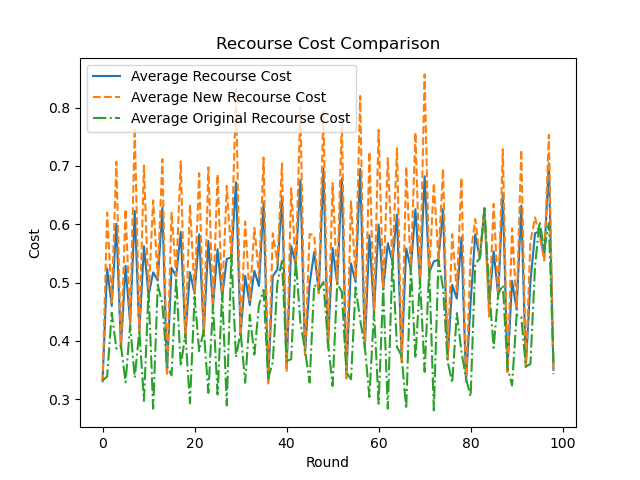 Recourse Cost Comparison
Average Recourse Cost
Average New Recourse Cost
Average Original Recourse Cost
Cost
0.8
0.7
0.6
0.5
0.4
0.3
0
20
40
60
80
100
Round